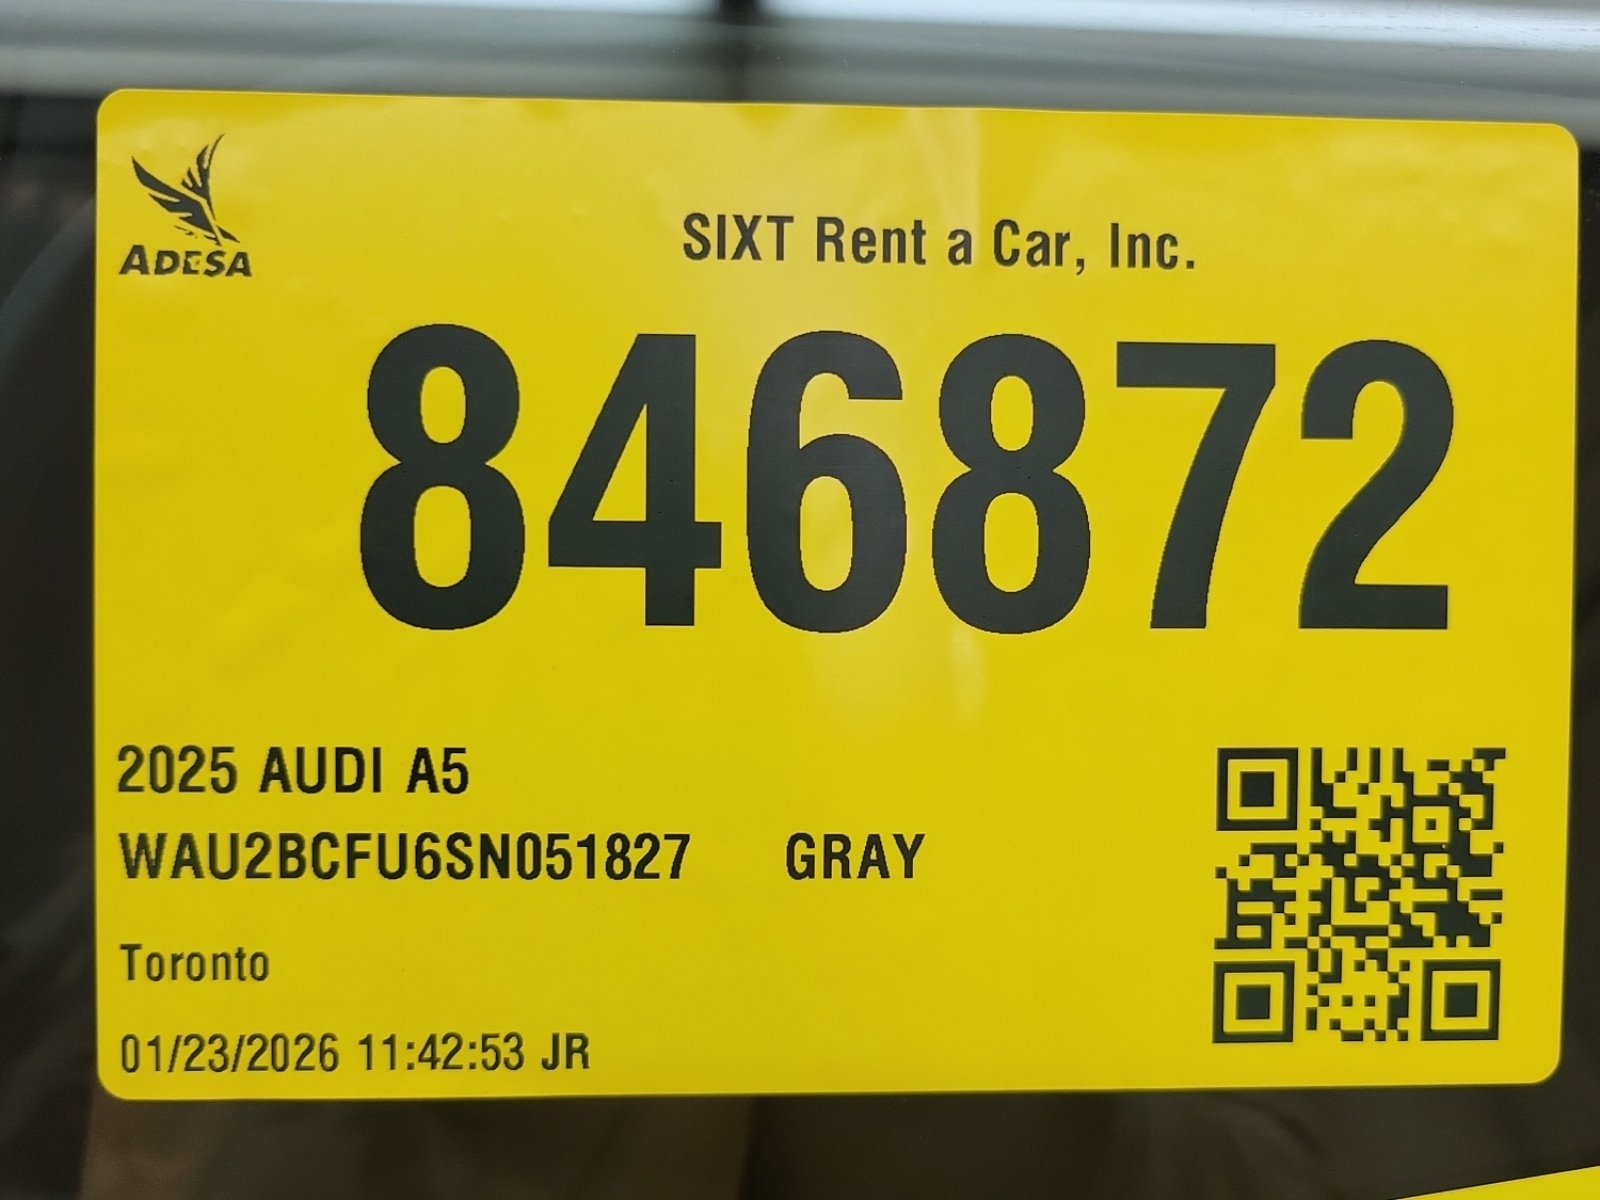 ADESA
SIXT Rent a Car, Inc.
846872
2025 AUDI A5
WAU2BCFU6SN051827 GRAY
Toronto
01/23/2026 11:42:53 JR